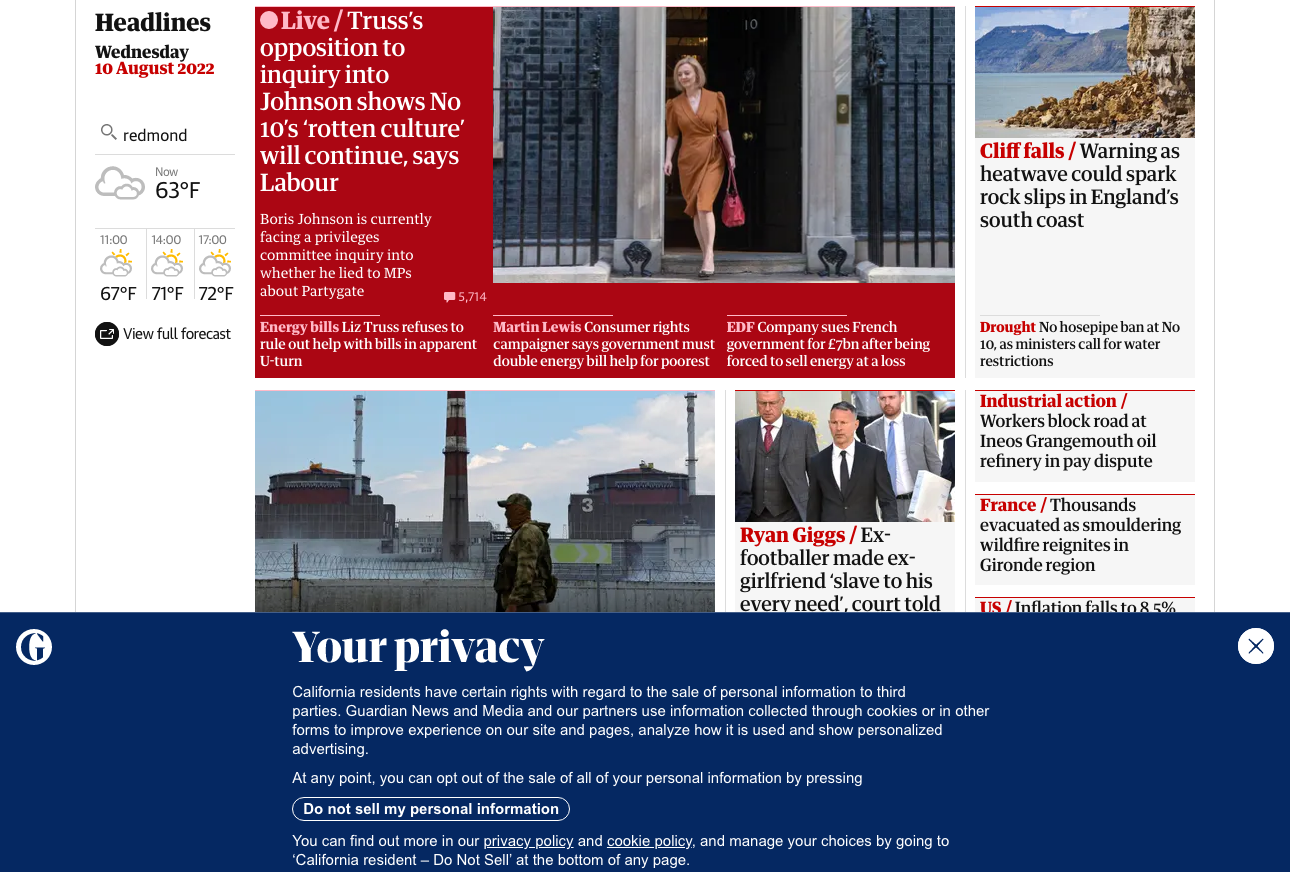 Headlines
Wednesday
10 August 2022
redmond
Now
63°F
11:00
67°F
14:00
71°F
17:00
72°F
View full forecast
Live / Truss’s
opposition to
inquiry into
Johnson shows No
10’s ‘rotten culture’
will continue, says
Labour
Boris Johnson is currently
facing a privileges
committee inquiry into
whether he lied to MPs
about Partygate
5,714
10
Energy bills Liz Truss refuses to
rule out help with bills in apparent
U-turn
Martin Lewis Consumer rights
campaigner says government must
double energy bill help for poorest
EDF Company sues French
government for £7bn after being
forced to sell energy at a loss
Cliff falls / Warning as
heatwave could spark
rock slips in England’s
south coast
Drought No hosepipe ban at No
10, as ministers call for water
restrictions
3
Ryan Giggs / Ex-
footballer made ex-
girlfriend ‘slave to his
every need’, court told
Industrial action /
Workers block road at
Ineos Grangemouth oil
refinery in pay dispute
France / Thousands
evacuated as smouldering
wildfire reignites in
Gironde region
US / Inflation falls to 8.5%
G
Your privacy
California residents have certain rights with regard to the sale of personal information to third
parties. Guardian News and Media and our partners use information collected through cookies or in other
forms to improve experience on our site and pages, analyze how it is used and show personalized
advertising.
At any point, you can opt out of the sale of all of your personal information by pressing
Do not sell my personal information
You can find out more in our privacy policy and cookie policy, and manage your choices by going to
‘California resident – Do Not Sell’ at the bottom of any page.